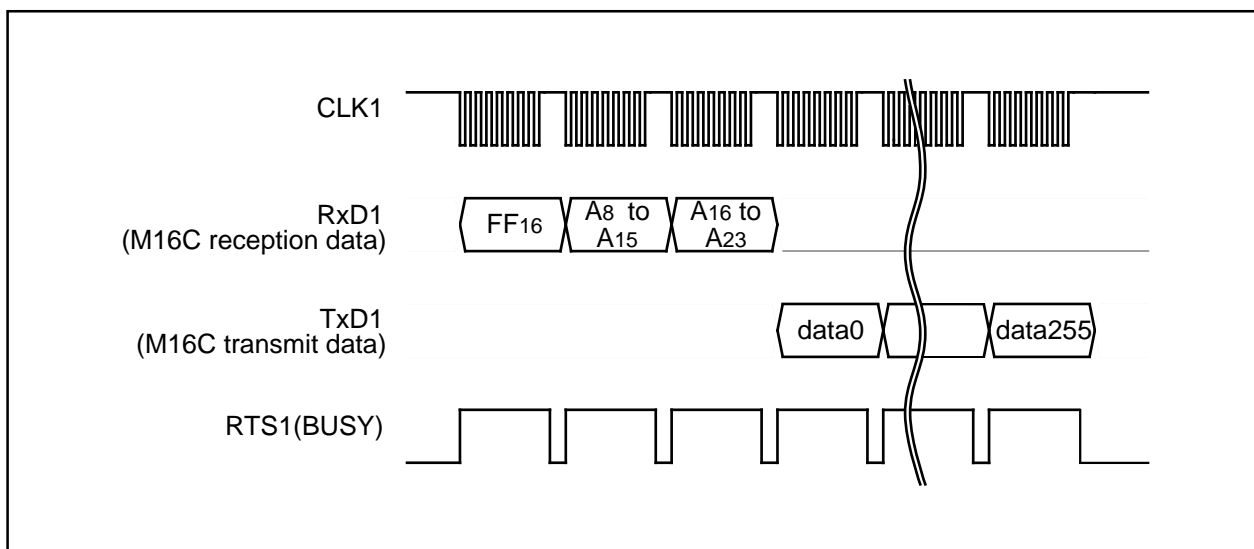 CLK1
RxD1
(M16C reception data)
FF16
A8 to
A15
A16 to
A23
TxD1
(M16C transmit data)
data0
data255
RTS1(BUSY)